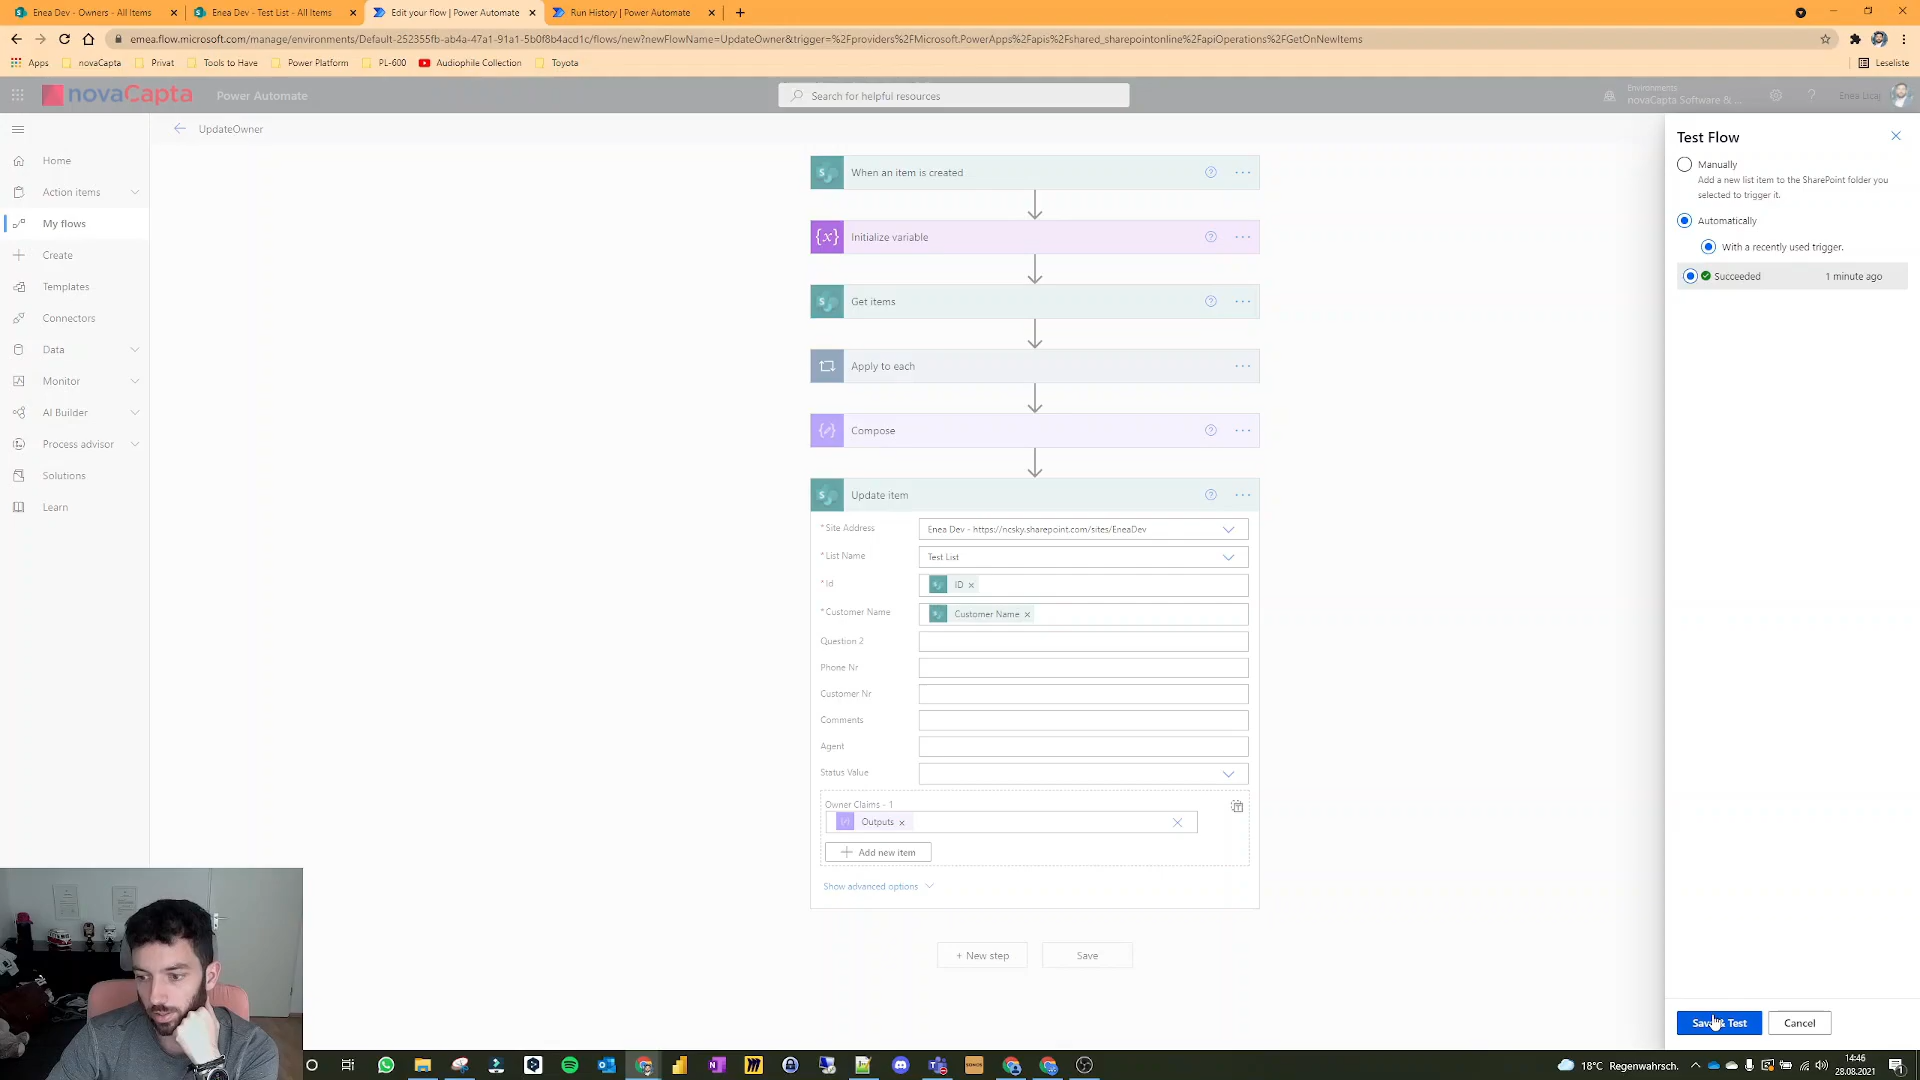 Enea Dev - Owners - All Items
Enea Dev - Test List - All Items
Edit your flow | Power Automate
Run History | Power Automate
emea.flow.microsoft.com/manage/environments/Default-252355fb-ab4a-47a1-91a1-5b0f8b4acd1c/flows/new?newFlowName=UpdateOwner&trigger=%2Fproviders%2FMicrosoft.PowerApps%2Fapis%2Fshared_sharepointonline%2FapiOperations%2FGetOnNewItems
Apps
novaCapta
Privat
Tools to Have
Power Platform
PL-600
Audiophile Collection
Toyota
Leseliste
novaCapta
Power Automate
Search for helpful resources
Environments
novaCapta Software & ...
UpdateOwner
Home
Action items
My flows
Create
Templates
Connectors
Data
Monitor
AI Builder
Process advisor
Solutions
Learn
When an item is created
Initialize variable
Get items
Apply to each
Compose
Update item
* Site Address
Enea Dev - https://ncsky.sharepoint.com/sites/EneaDev
* List Name
Test List
* Id
ID
* Customer Name
Customer Name
Question 2
Phone Nr
Customer Nr
Comments
Agent
Status Value
Owner Claims - 1
Outputs
Add new item
Show advanced options
+ New step
Save
Test Flow
Manually
Add a new list item to the SharePoint folder you
selected to trigger it.
Automatically
With a recently used trigger.
Succeeded
1 minute ago
Save & Test
Cancel
18°C Regenwahrsch.
14:46
28.08.2021